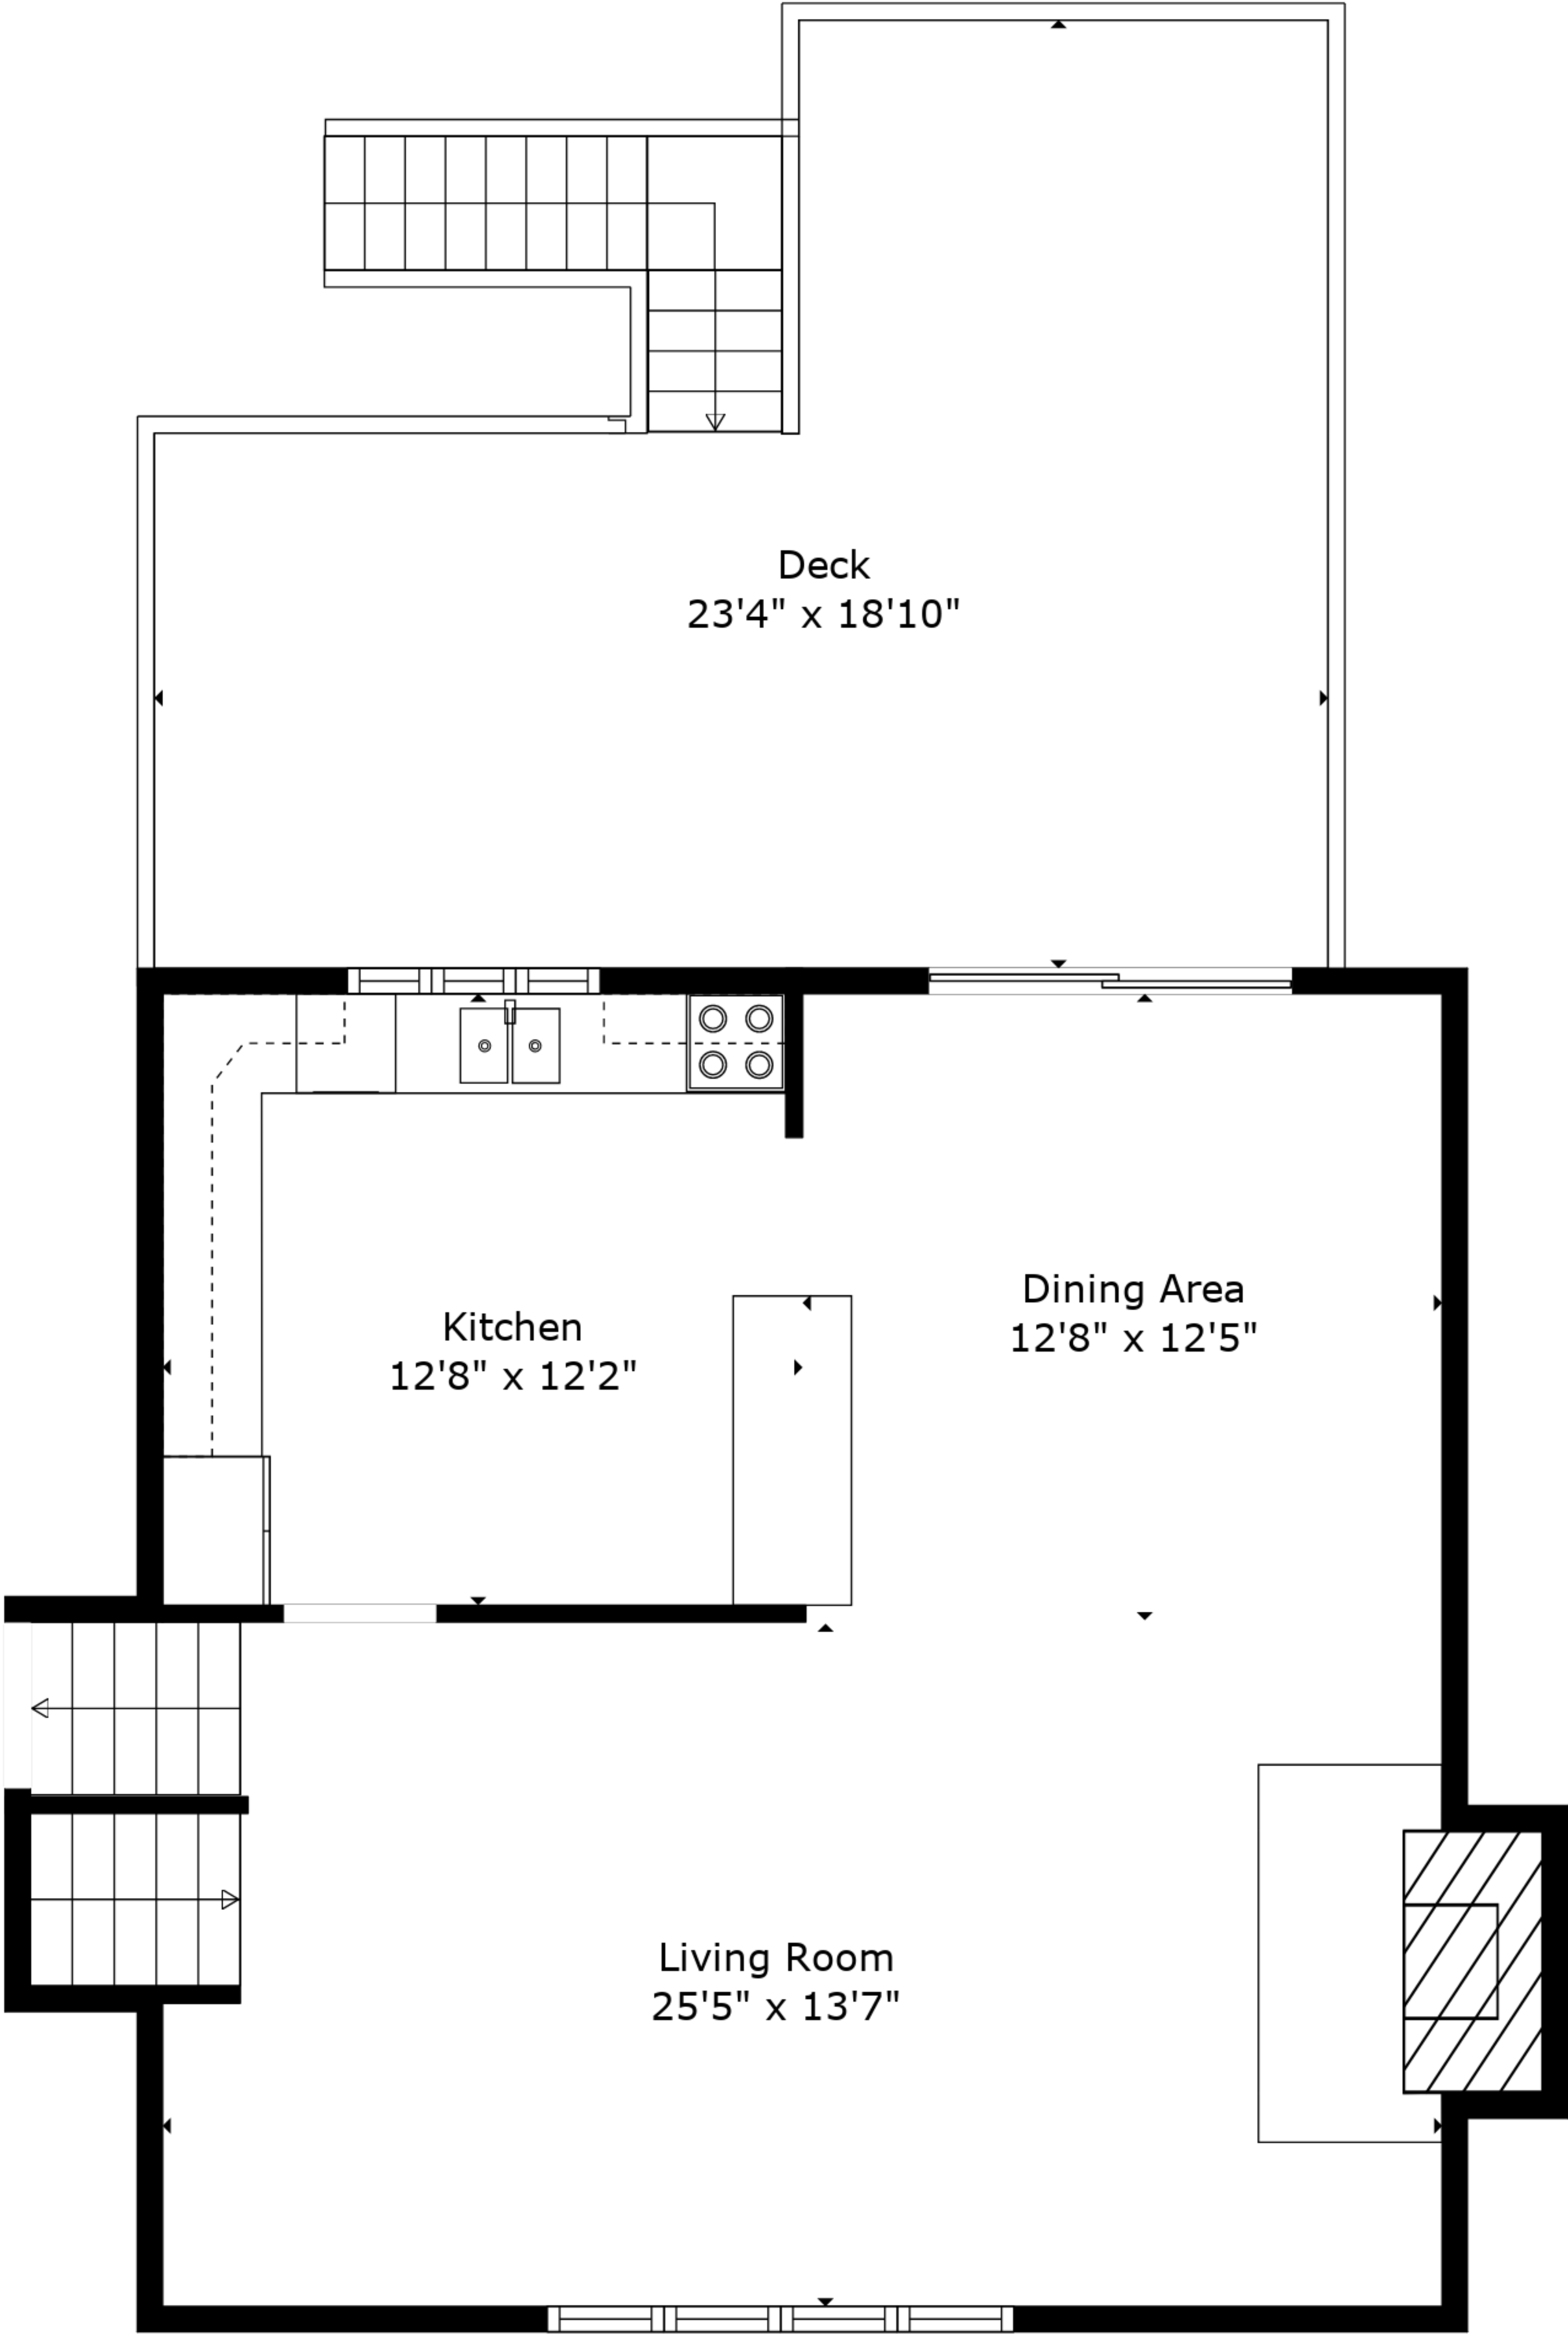 Deck
23'4" x 18'10"
Dining Area
12'8" x 12'5"
Kitchen
12'8" x 12'2"
Living Room
25'5" x 13'7"